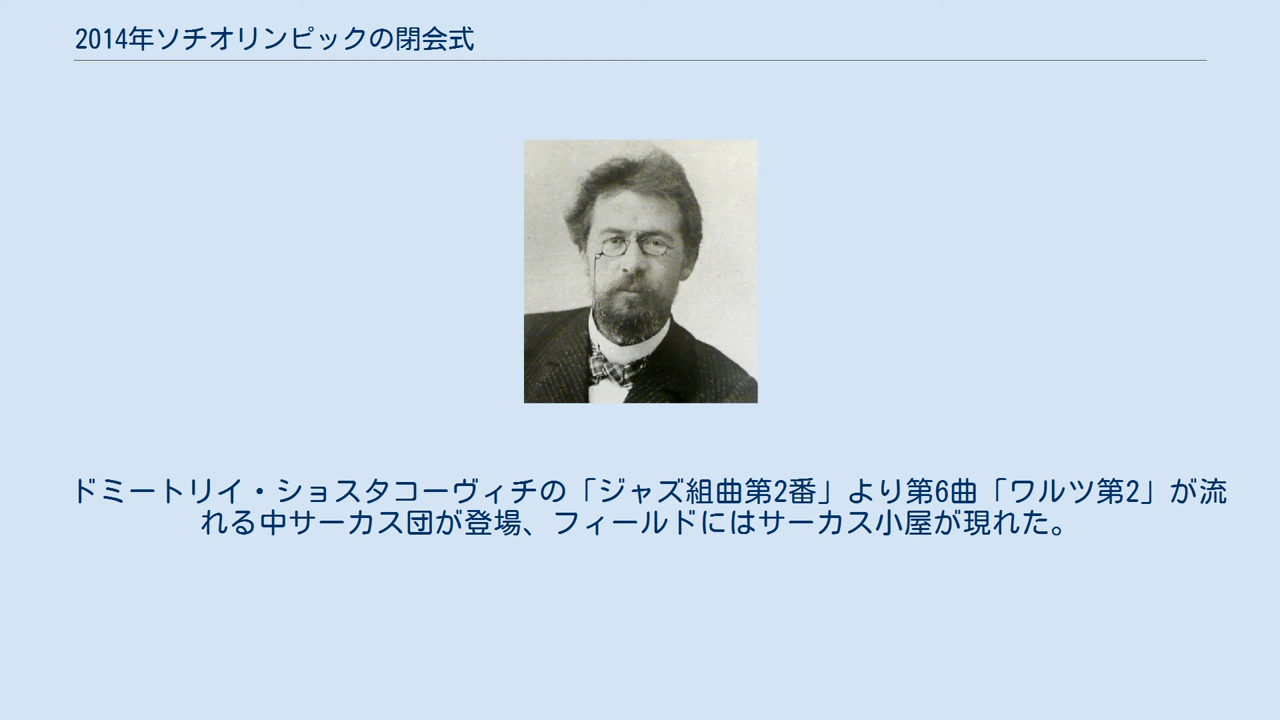 2014年ソチオリンピックの閉会式
ドミートリイ・ショスタコーヴィチの「ジャズ組曲第2番」より第6曲「ワルツ第2」が流
れる中サーカス団が登場、フィールドにはサーカス小屋が現れた。